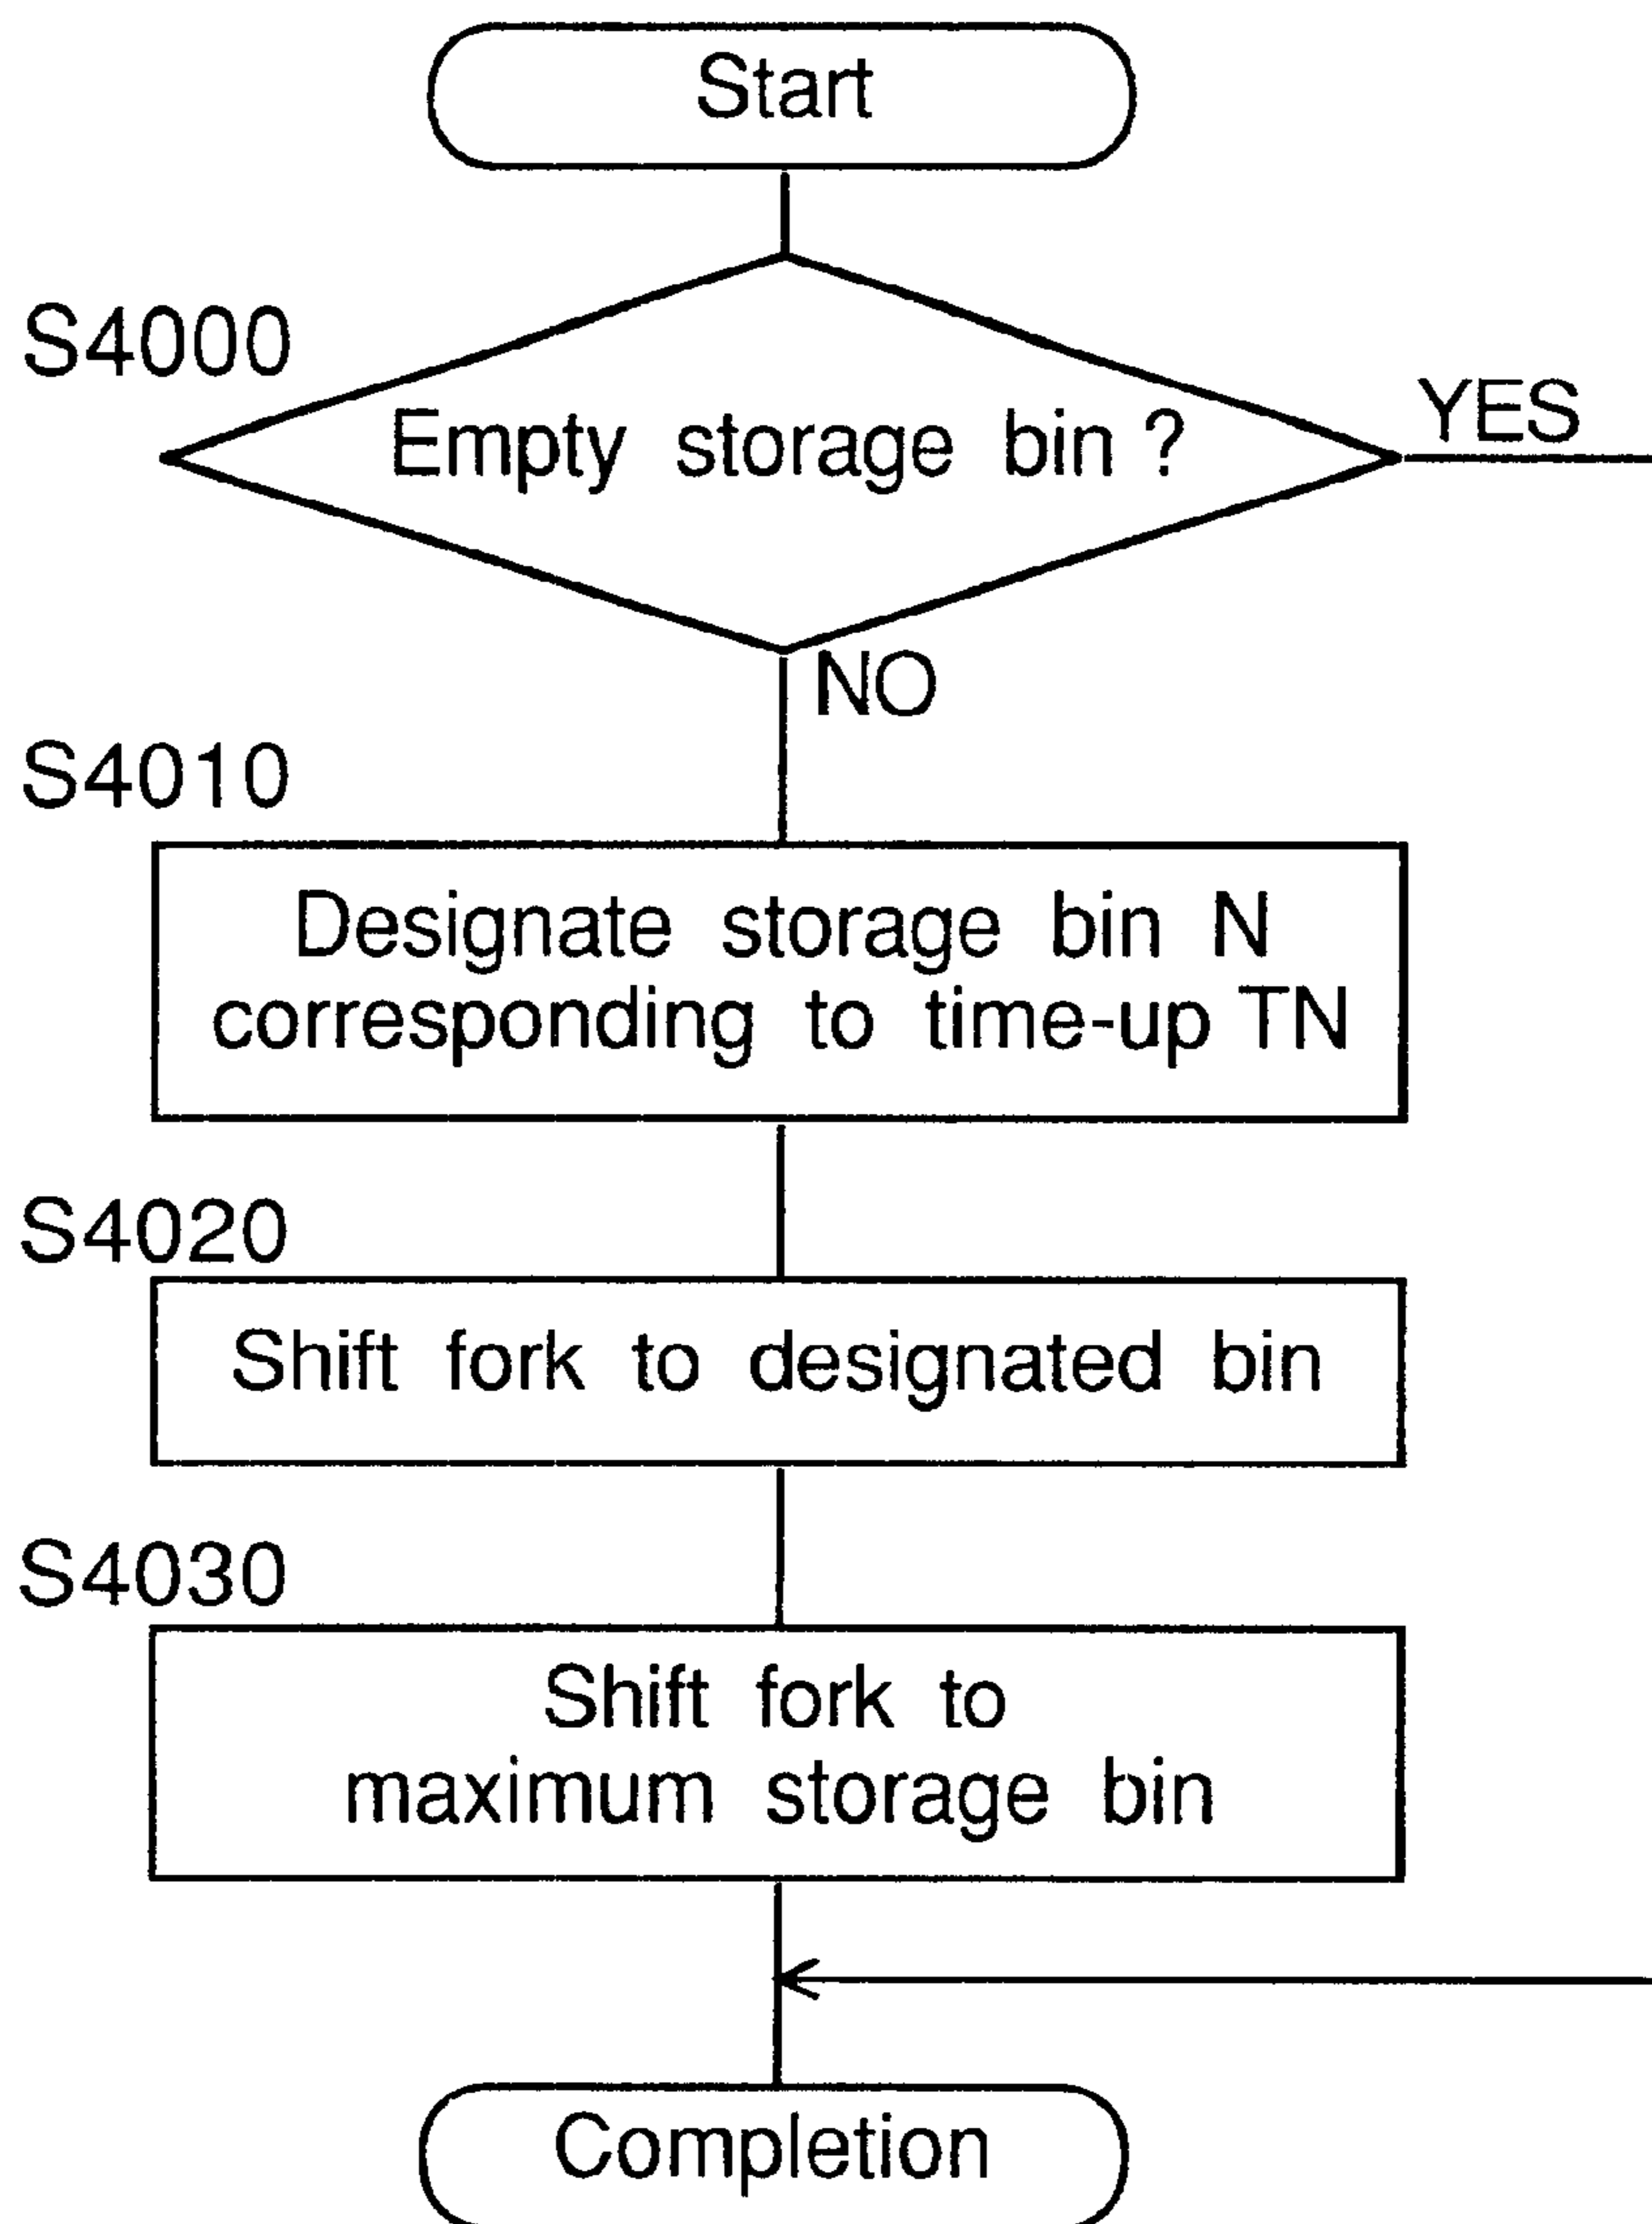 Start
S4000
Empty storage bin ?
YES
NO
S4010
Designate storage bin N
corresponding to time-up TN
S4020
Shift fork to designated bin
S4030
Shift fork to
maximum storage bin
Completion